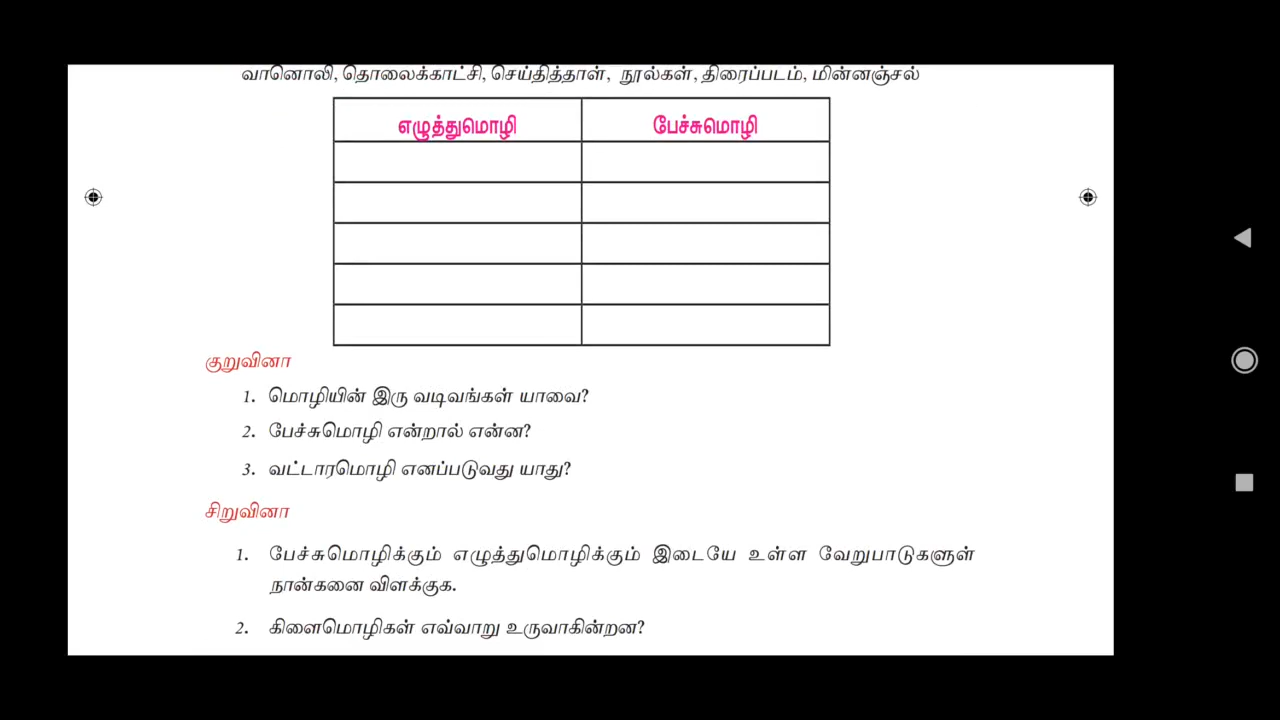 வானொலி, தொலைக்காட்சி, செய்தித்தாள், நூல்கள், திரைப்படம், மின்னஞ்சல்
எழுத்துமொழி பேச்சுமொழி
குறுவினா
1. மொழியின் இரு வடிவங்கள் யாவை?
2. பேச்சுமொழி என்றால் என்ன?
3. வட்டாரமொழி எனப்படுவது யாது?
சிறுவினா
1. பேச்சுமொழிக்கும் எழுத்துமொழிக்கும் இடையே உள்ள வேறுபாடுகளுள்
நான்கனை விளக்குக.
2. கிளைமொழிகள் எவ்வாறு உருவாகின்றன?